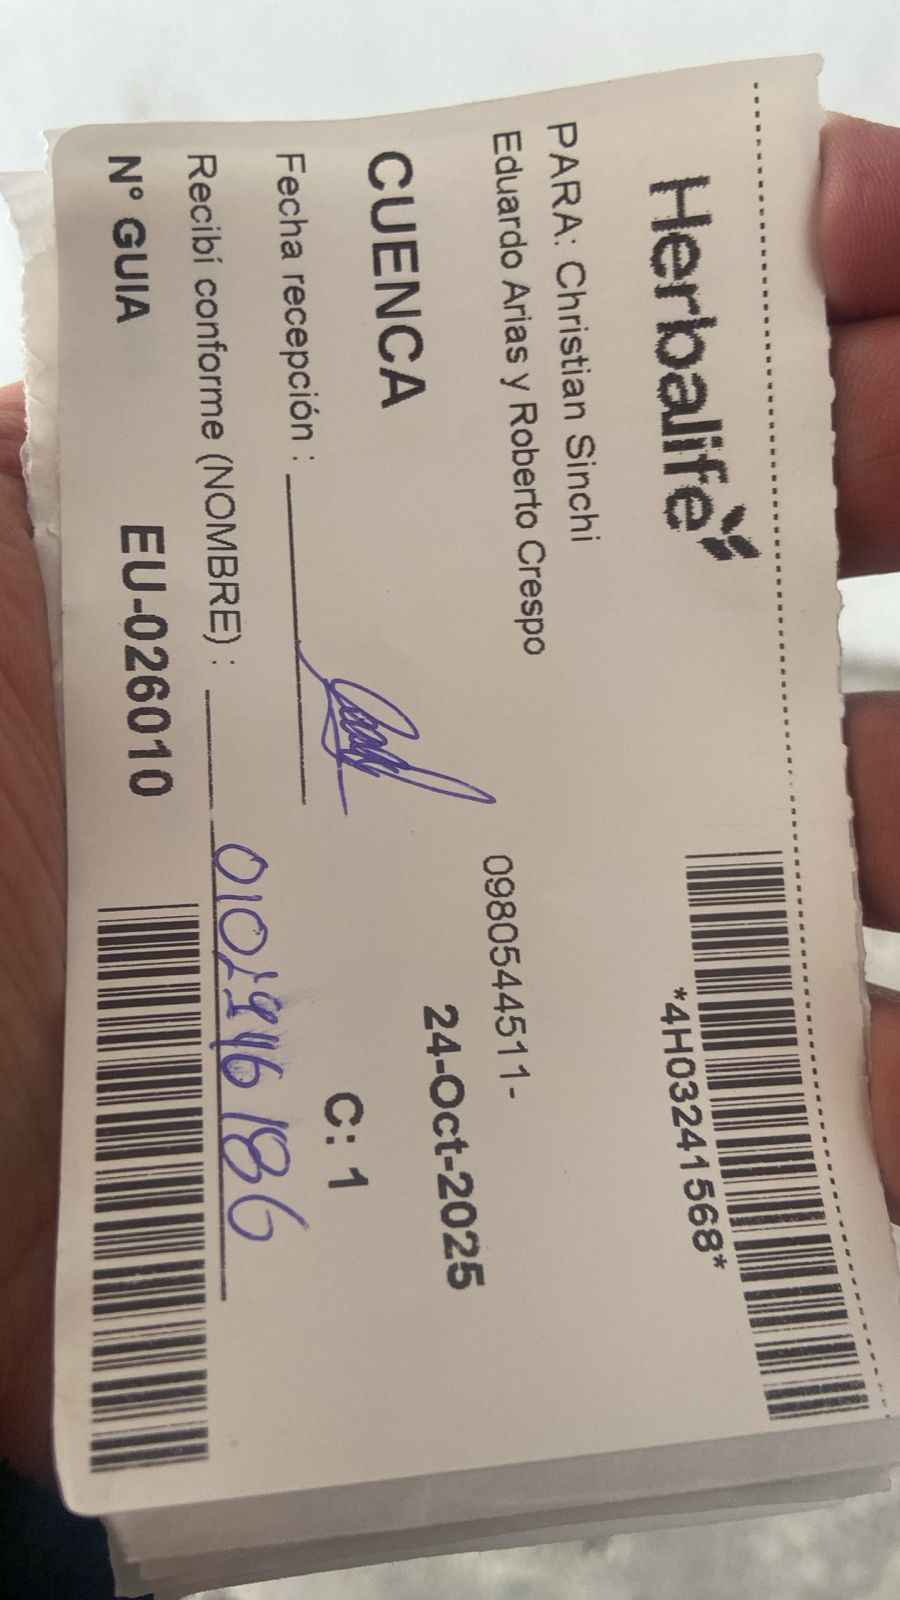 Herbalife
*4H03241568*
PARA: Christian Sinchi
Eduardo Arias y Roberto Crespo
0980544511-
CUENCA
24-Oct-2025
Fecha recepción :
C: 1
Recibí conforme (NOMBRE) :
N° GUIA EU-026010